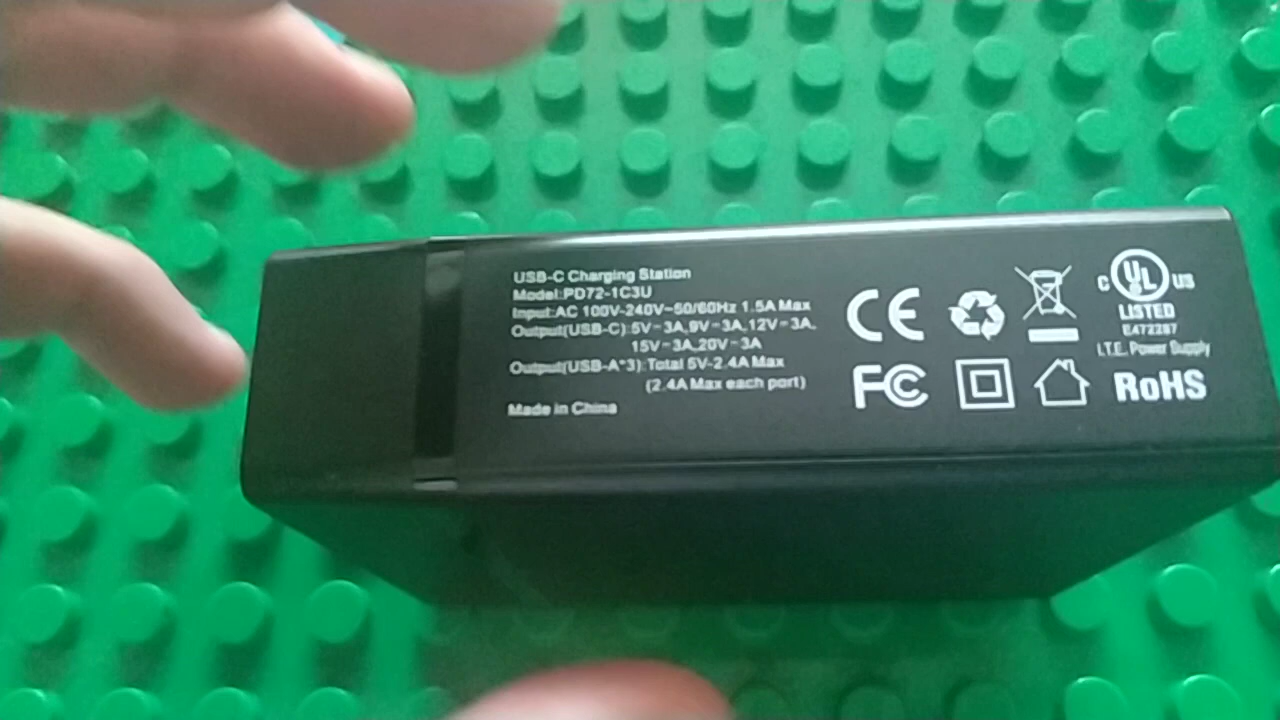 USB-C Charging Station
Model:PD72-1C3U
Input:AC 100V-240V~50/60Hz 1.5A Max
Output(USB-C):5V⎓3A,9V⎓3A,12V⎓3A,
15V⎓3A,20V⎓3A
Output(USB-A*3):Total 5V-2.4A Max
(2.4A Max each port)
Made in China
CE
FC
C UL US
LISTED
E472287
I.T.E. Power Supply
RoHS